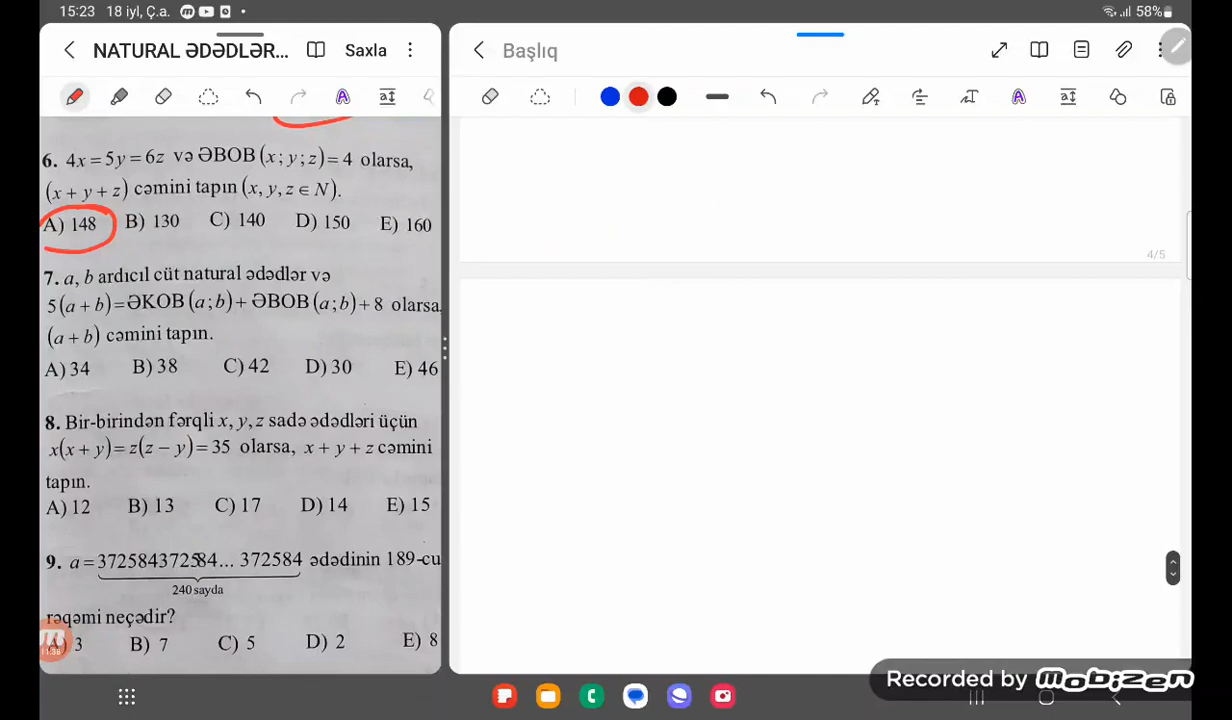 15:23 18 iyl, Ç.a. 58%
NATURAL ƏDƏDLƏR... Saxla
Başlıq
6. 4x = 5y = 6z və ƏBOB (x; y; z) = 4 olarsa,
(x + y + z) cəmini tapın (x, y, z ∈ N).
A) 148 B) 130 C) 140 D) 150 E) 160
4/5
7. a, b ardıcıl cüt natural ədədlər və
5(a + b) = ƏKOB (a; b) + ƏBOB (a; b) + 8 olarsa,
(a + b) cəmini tapın.
A) 34 B) 38 C) 42 D) 30 E) 46
8. Bir-birindən fərqli x, y, z sadə ədədləri üçün
x(x + y) = z(z − y) = 35 olarsa, x + y + z cəmini
tapın.
A) 12 B) 13 C) 17 D) 14 E) 15
9. a = 372584372584... 372584 ədədinin 189-cu
240 sayda
rəqəmi neçədir?
A) 3 B) 7 C) 5 D) 2 E) 8
11:38
Recorded by mobizen